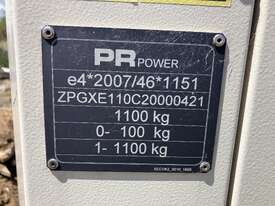 PR POWER
e4*2007/46*1151
ZPGXE110C20000421
1100 kg
0- 100 kg
1- 1100 kg